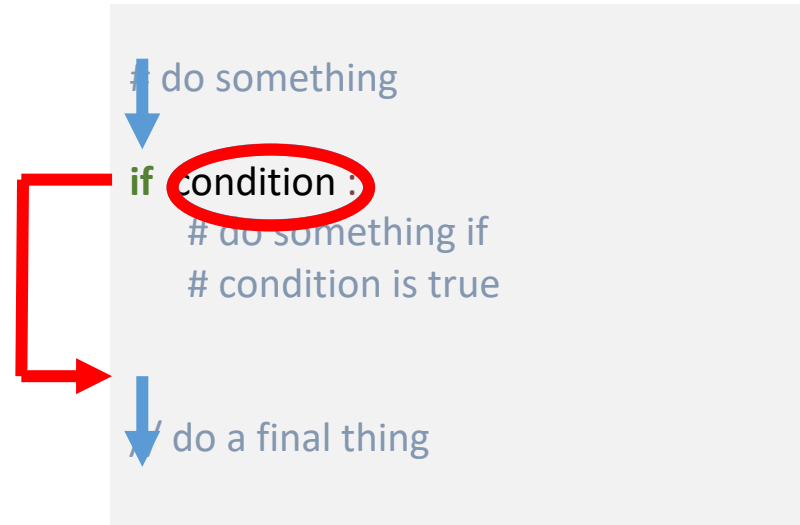 # do something
if condition :
# do something if
# condition is true
// do a final thing